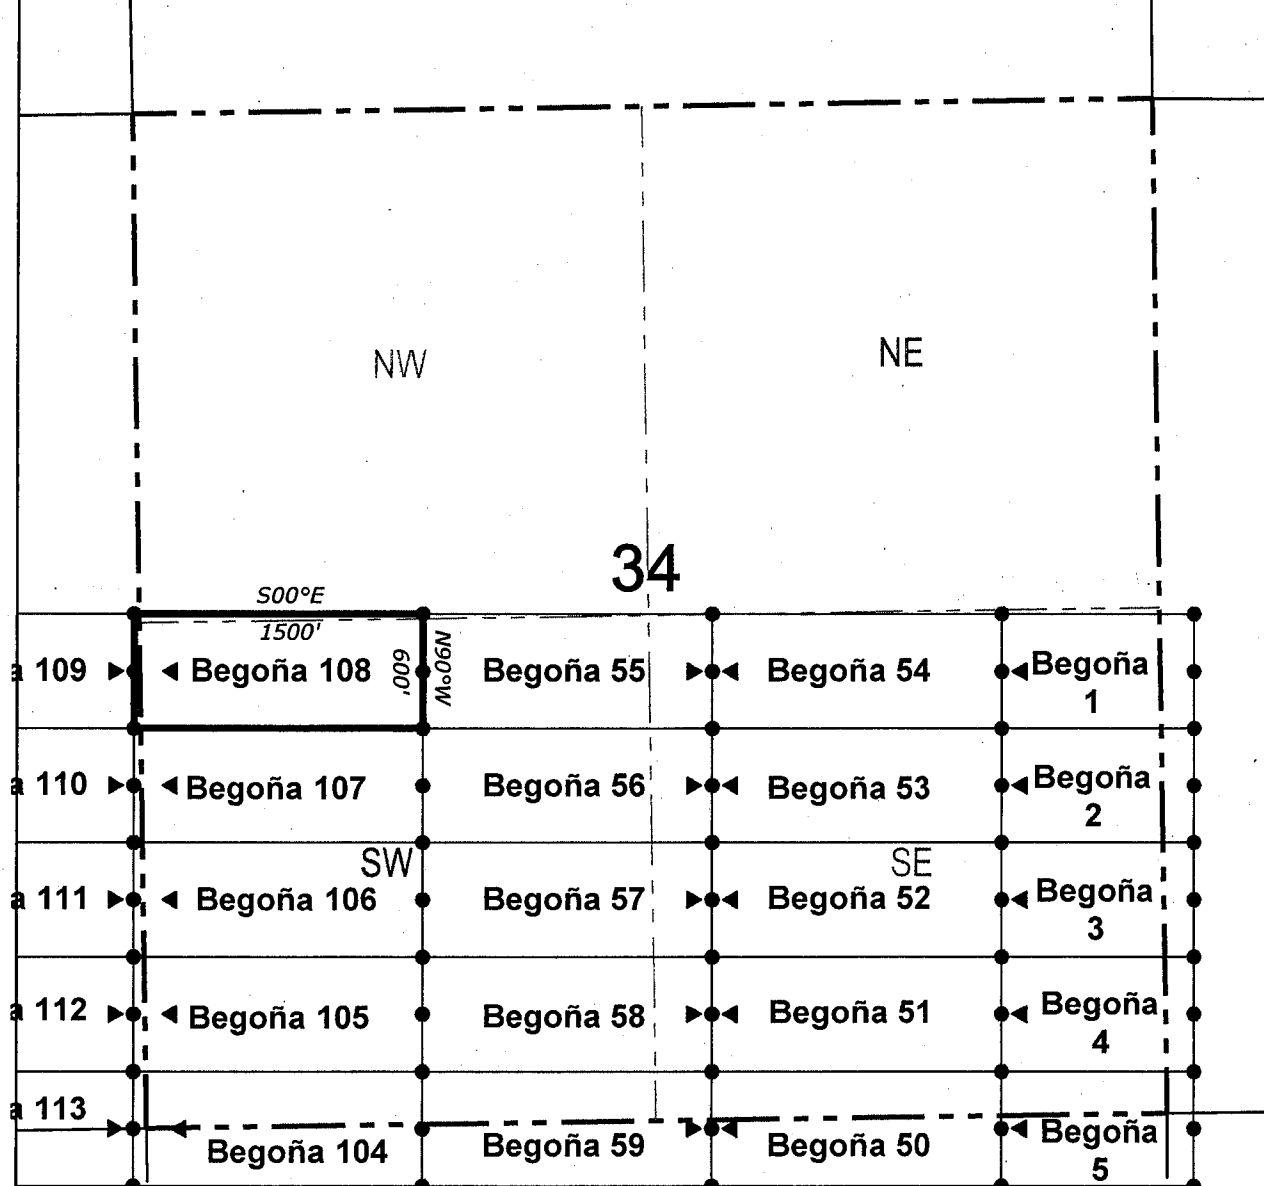 NW
NE
34
S00°E
1500'
600'
N90°W
a 109
Begoña 108
Begoña 55
Begoña 54
Begoña
1
a 110
Begoña 107
Begoña 56
Begoña 53
Begoña
2
SW
SE
a 111
Begoña 106
Begoña 57
Begoña 52
Begoña
3
a 112
Begoña 105
Begoña 58
Begoña 51
Begoña
4
a 113
Begoña 104
Begoña 59
Begoña 50
Begoña
5